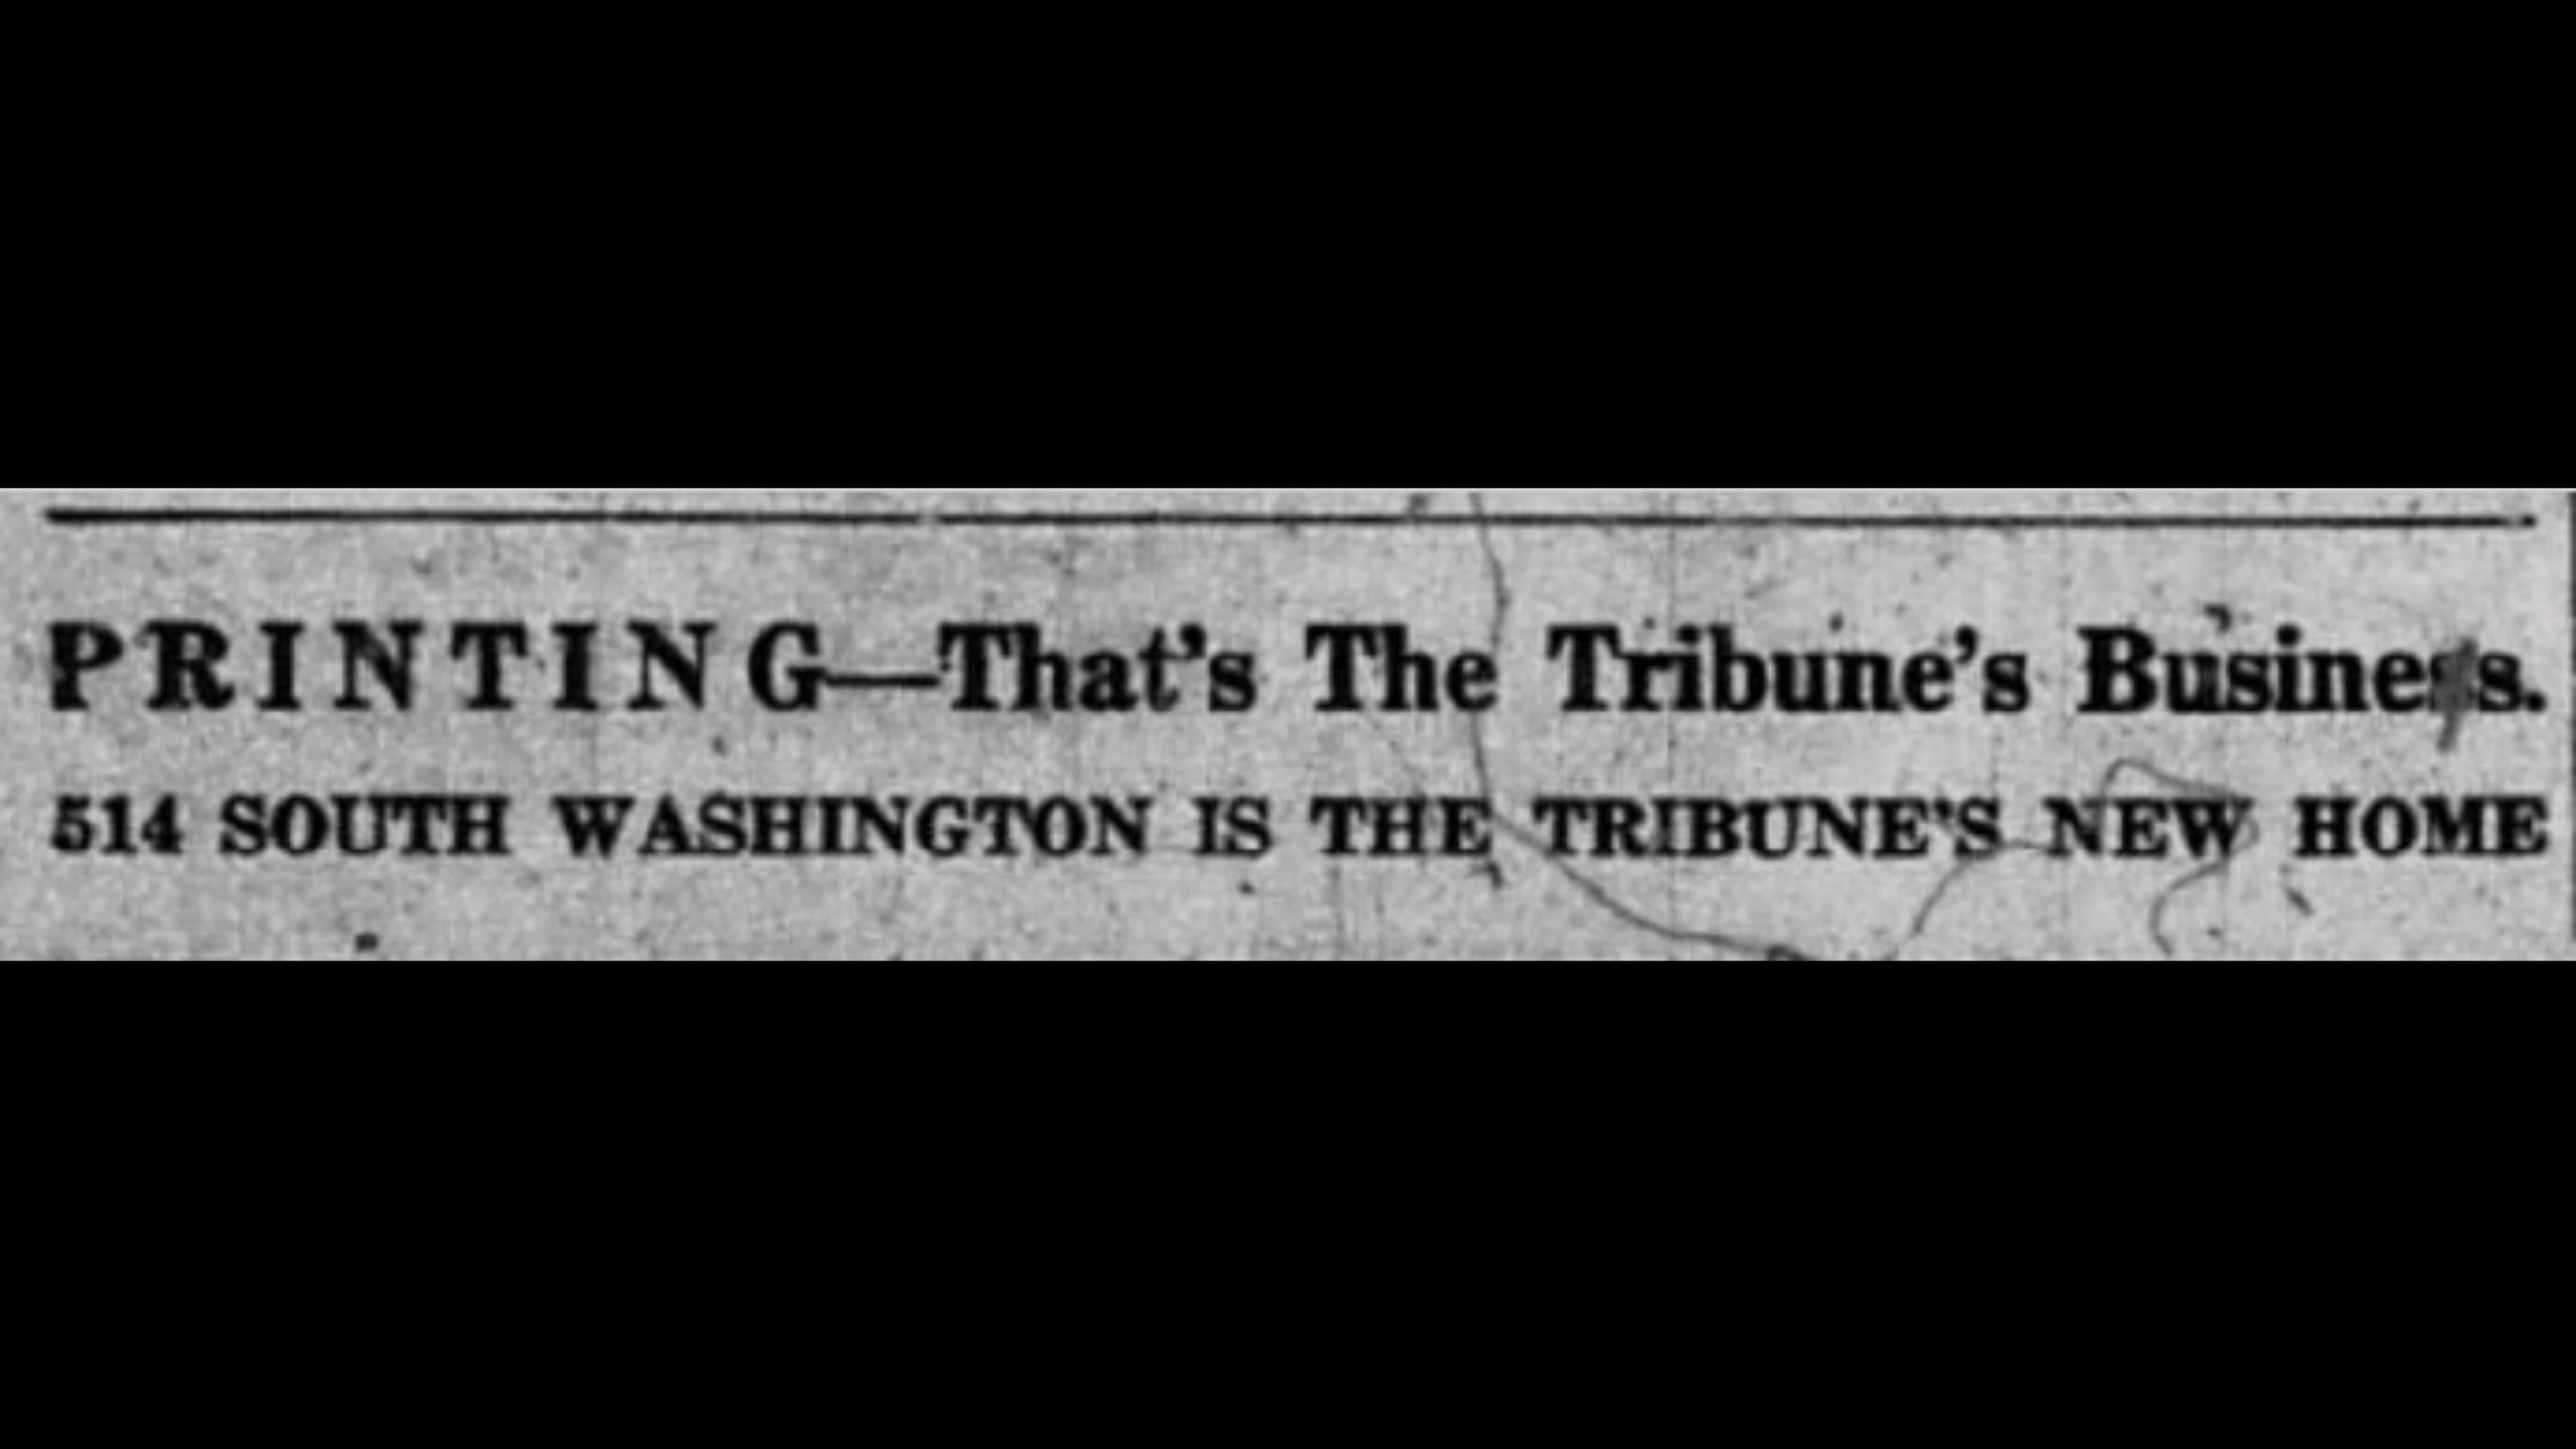 PRINTING—That's The Tribune's Business.
514 SOUTH WASHINGTON IS THE TRIBUNE'S NEW HOME